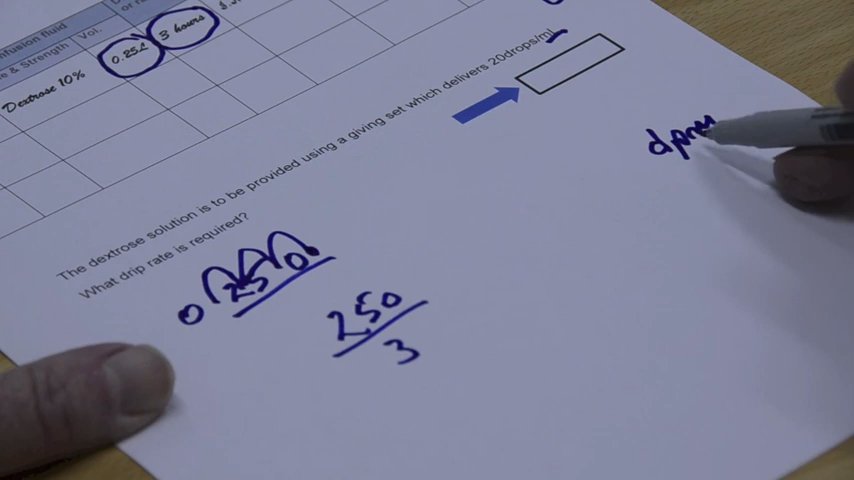 nfusion fluid
e & Strength Vol.
Dextrose 10% 0.25L 3 hours
The dextrose solution is to be provided using a giving set which delivers 20drops/ml
What drip rate is required?
0 250
250
3
dpm